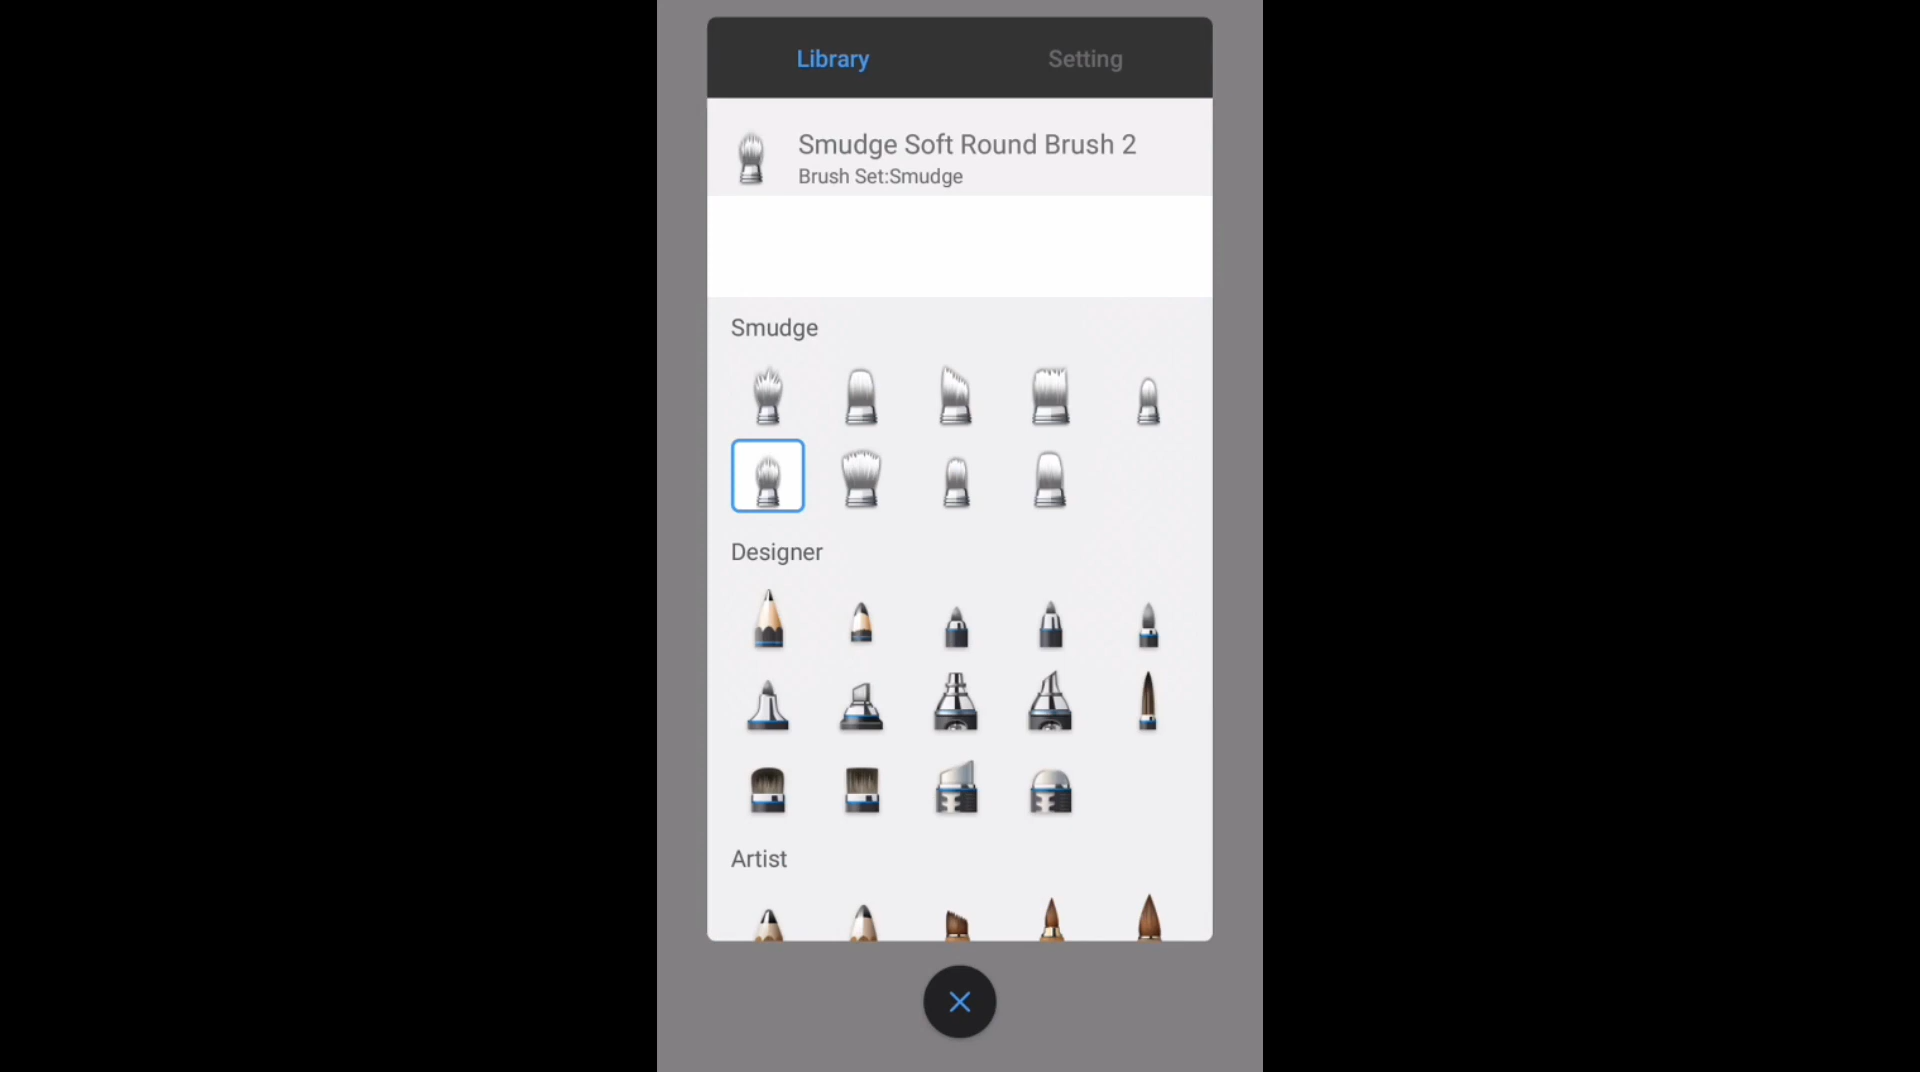 Library Setting
Smudge Soft Round Brush 2
Brush Set:Smudge
Smudge
Designer
Artist